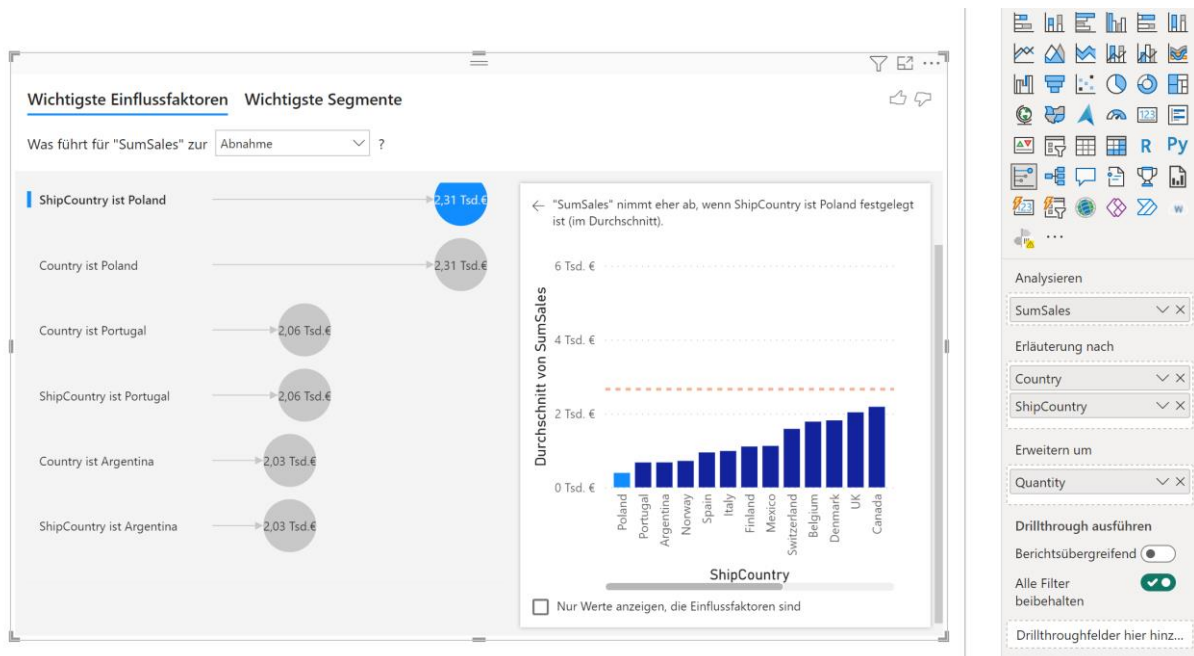 Wichtigste Einflussfaktoren Wichtigste Segmente
Was führt für "SumSales" zur Abnahme ?
ShipCountry ist Poland 2,31 Tsd.€
Country ist Poland 2,31 Tsd.€
Country ist Portugal 2,06 Tsd.€
ShipCountry ist Portugal 2,06 Tsd.€
Country ist Argentina 2,03 Tsd.€
ShipCountry ist Argentina 2,03 Tsd.€
"SumSales" nimmt eher ab, wenn ShipCountry ist Poland festgelegt
ist (im Durchschnitt).
Durchschnitt von SumSales
6 Tsd. €
4 Tsd. €
2 Tsd. €
0 Tsd. €
Poland
Portugal
Argentina
Norway
Spain
Italy
Finland
Mexico
Switzerland
Belgium
Denmark
UK
Canada
ShipCountry
Nur Werte anzeigen, die Einflussfaktoren sind
123
R Py
123
Analysieren
SumSales
Erläuterung nach
Country
ShipCountry
Erweitern um
Quantity
Drillthrough ausführen
Berichtsübergreifend
Alle Filter
beibehalten
Drillthroughfelder hier hinz...